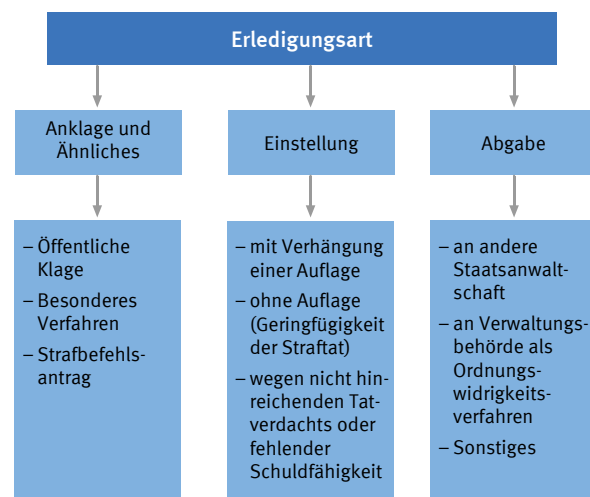 Erledigungsart
Anklage und
Ähnliches
Einstellung
Abgabe
– Öffentliche
Klage
– Besonderes
Verfahren
– Strafbefehls-
antrag
– mit Verhängung
einer Auflage
– ohne Auflage
(Geringfügigkeit
der Straftat)
– wegen nicht hin-
reichenden Tat-
verdachts oder
fehlender
Schuldfähigkeit
– an andere
Staatsanwalt-
schaft
– an Verwaltungs-
behörde als
Ordnungs-
widrigkeits-
verfahren
– Sonstiges